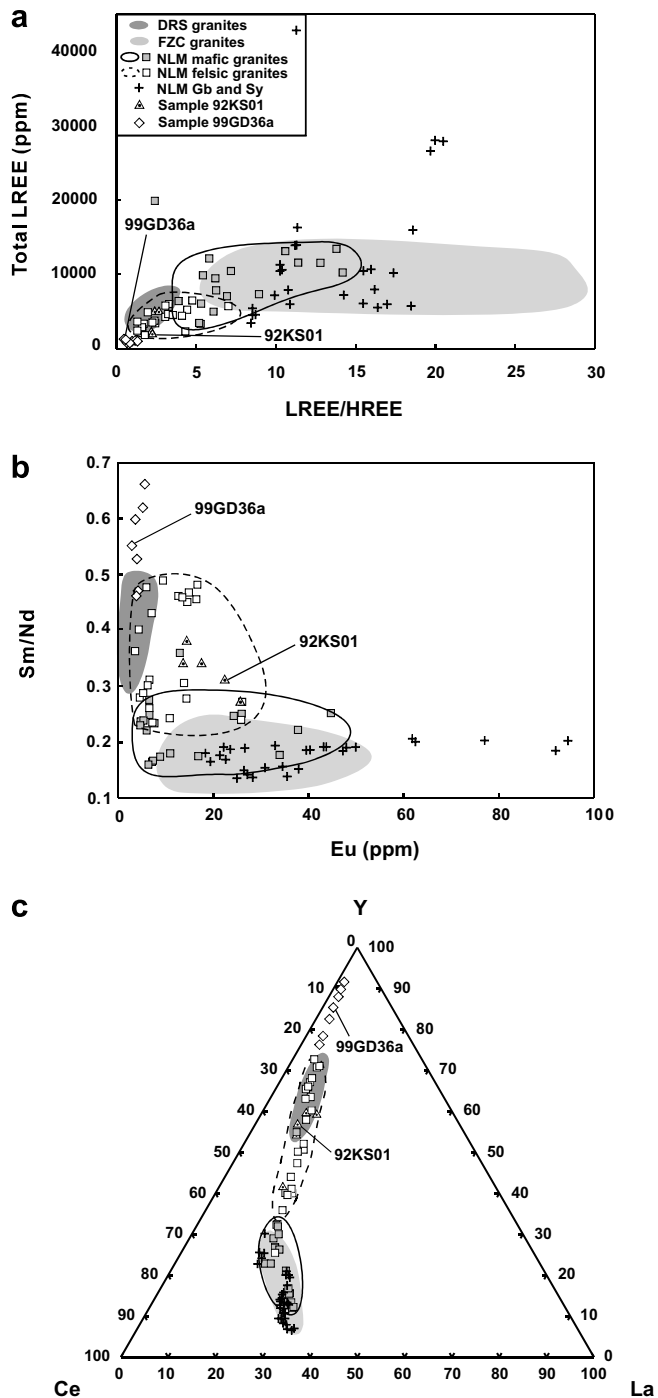 a
DRS granites
FZC granites
NLM mafic granites
NLM felsic granites
NLM Gb and Sy
Sample 92KS01
Sample 99GD36a
40000
30000
20000
10000
0
Total LREE (ppm)
99GD36a
92KS01
0 5 10 15 20 25 30
LREE/HREE
b
0.7
0.6
0.5
0.4
0.3
0.2
0.1
Sm/Nd
99GD36a
92KS01
0 20 40 60 80 100
Eu (ppm)
c
Y
0 100
10 90
20 80
30 70
40 60
50 50
60 40
70 30
80 20
90 10
100 0
99GD36a
92KS01
0 10 20 30 40 50 60 70 80 90 100
Ce La